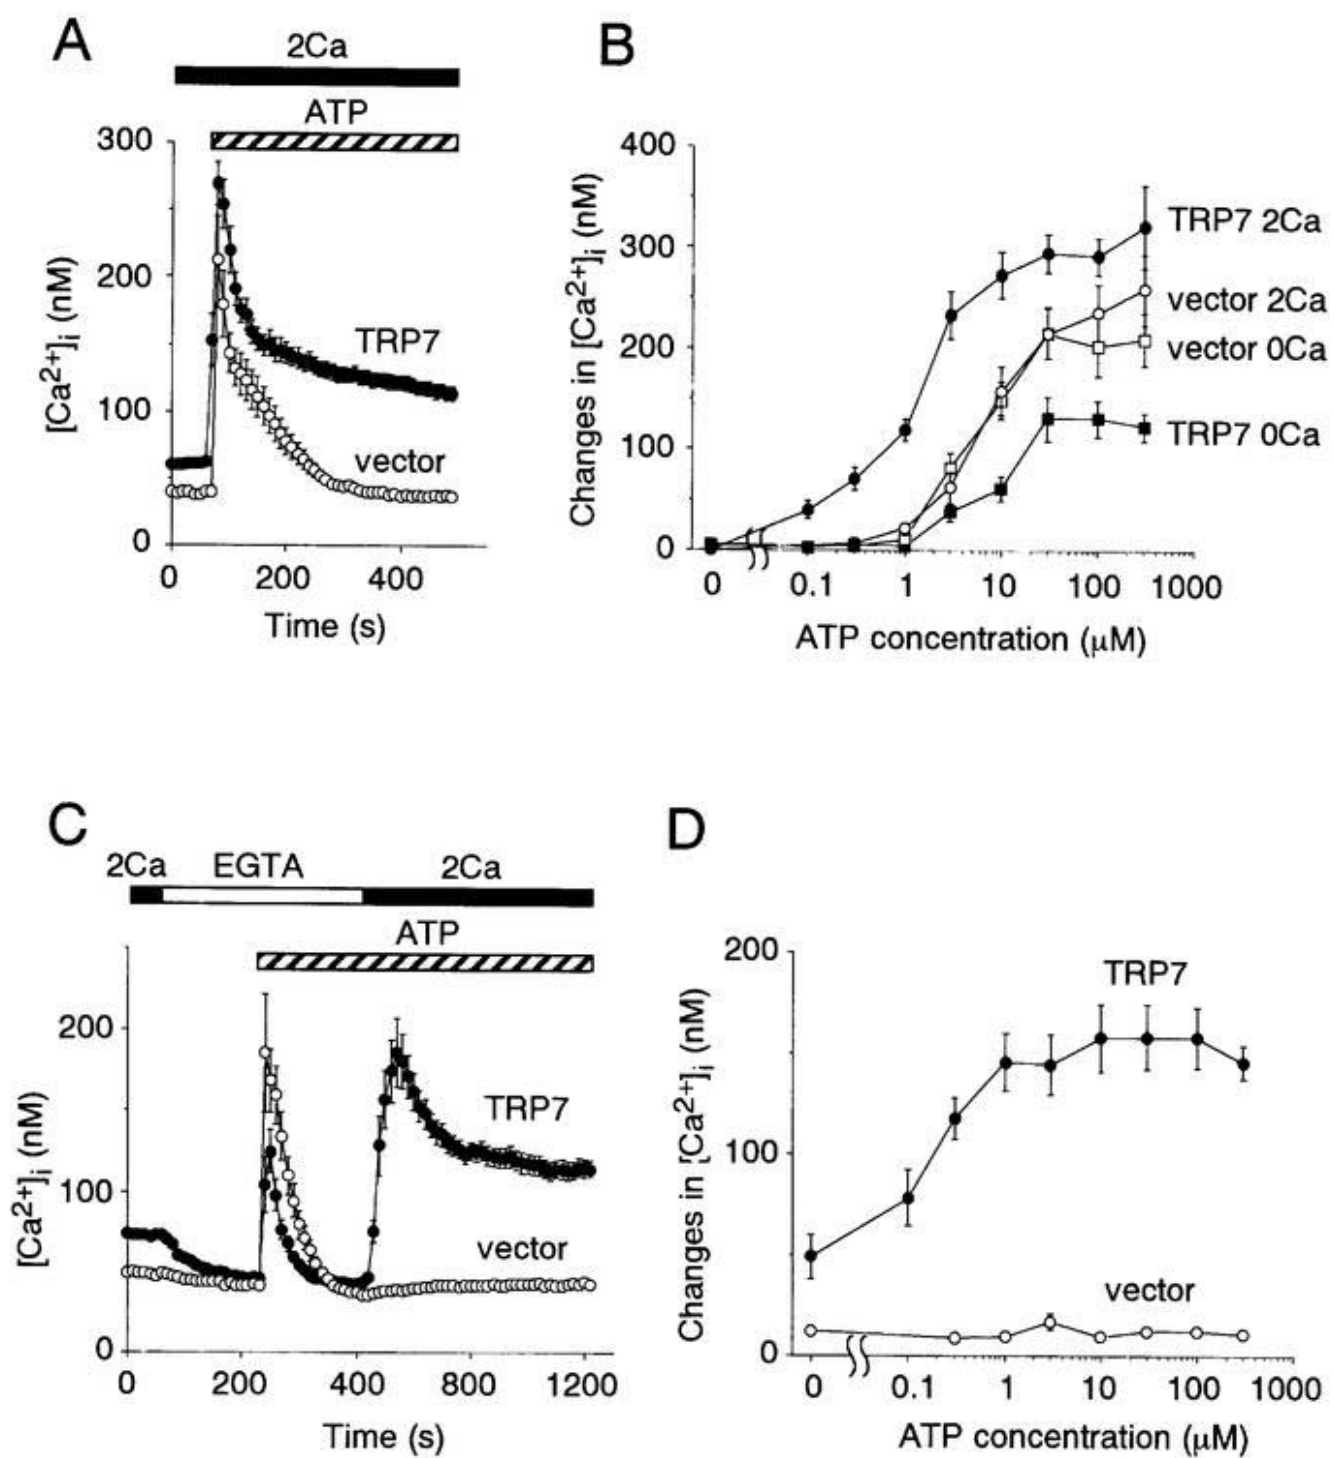 A
2Ca
ATP
300
200
100
0
[Ca2+]i (nM)
TRP7
vector
0 200 400
Time (s)
B
400
300
200
100
0
Changes in [Ca2+]i (nM)
TRP7 2Ca
vector 2Ca
vector 0Ca
TRP7 0Ca
0 0.1 1 10 100 1000
ATP concentration (μM)
C
2Ca EGTA 2Ca
ATP
200
100
0
[Ca2+]i (nM)
TRP7
vector
0 200 400 800 1200
Time (s)
D
200
100
0
Changes in [Ca2+]i (nM)
TRP7
vector
0 0.1 1 10 100 1000
ATP concentration (μM)